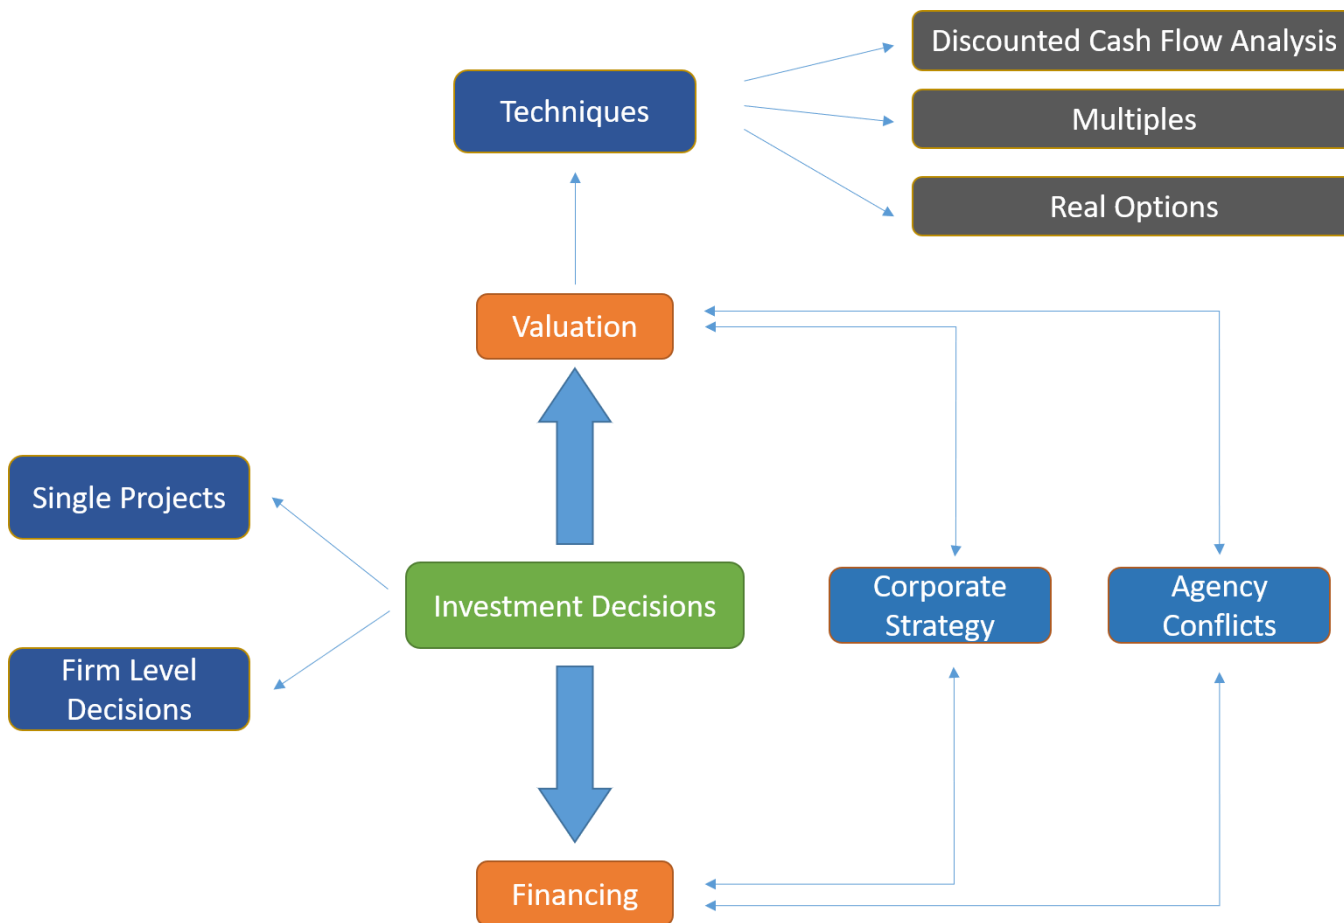 Discounted Cash Flow Analysis
Techniques
Multiples
Real Options
Valuation
Single Projects
Investment Decisions
Corporate
Strategy
Agency
Conflicts
Firm Level
Decisions
Financing